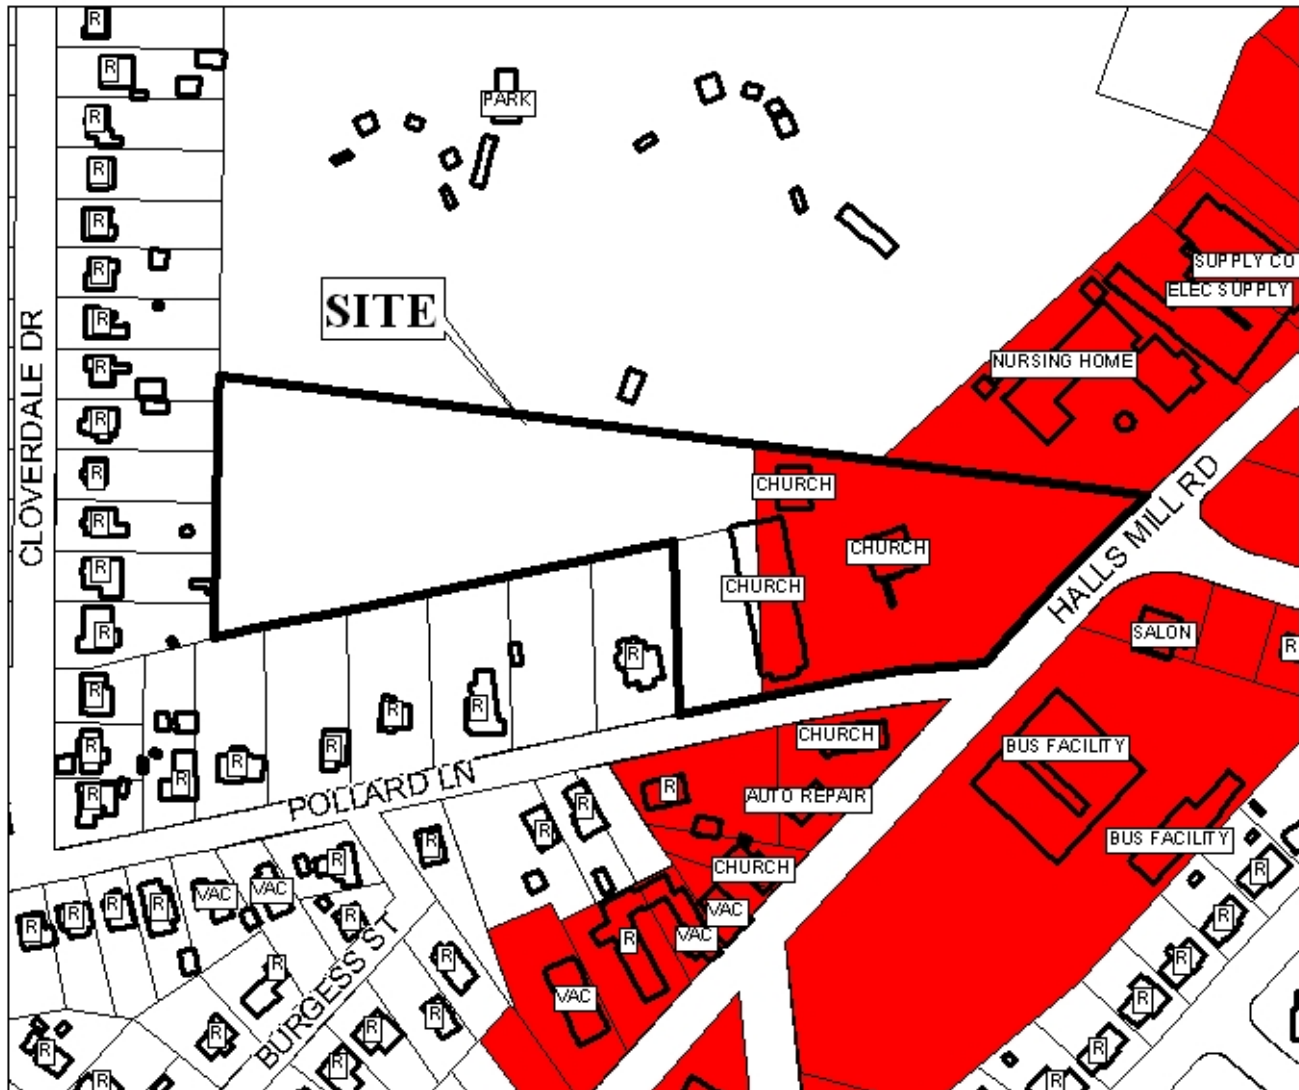 R
R
PARK
R
R
R
SUPPLY CO
R
ELEC SUPPLY
SITE
R
CLOVERDALE DR
NURSING HOME
R
R
R
CHURCH
HALLS MILL RD
R
CHURCH
R
CHURCH
R
SALON
R
R
R
R
R
R
CHURCH
R
R
BUS FACILITY
R
R
POLLARD LN
R
R
AUTO REPAIR
R
R
BUS FACILITY
R
R
CHURCH
R
VAC
VAC
R
R
R
R
R
VAC
R
R
BURGESS ST
R
VAC
R
R
R
VAC
R
R
R
R
R
R
R
R
R